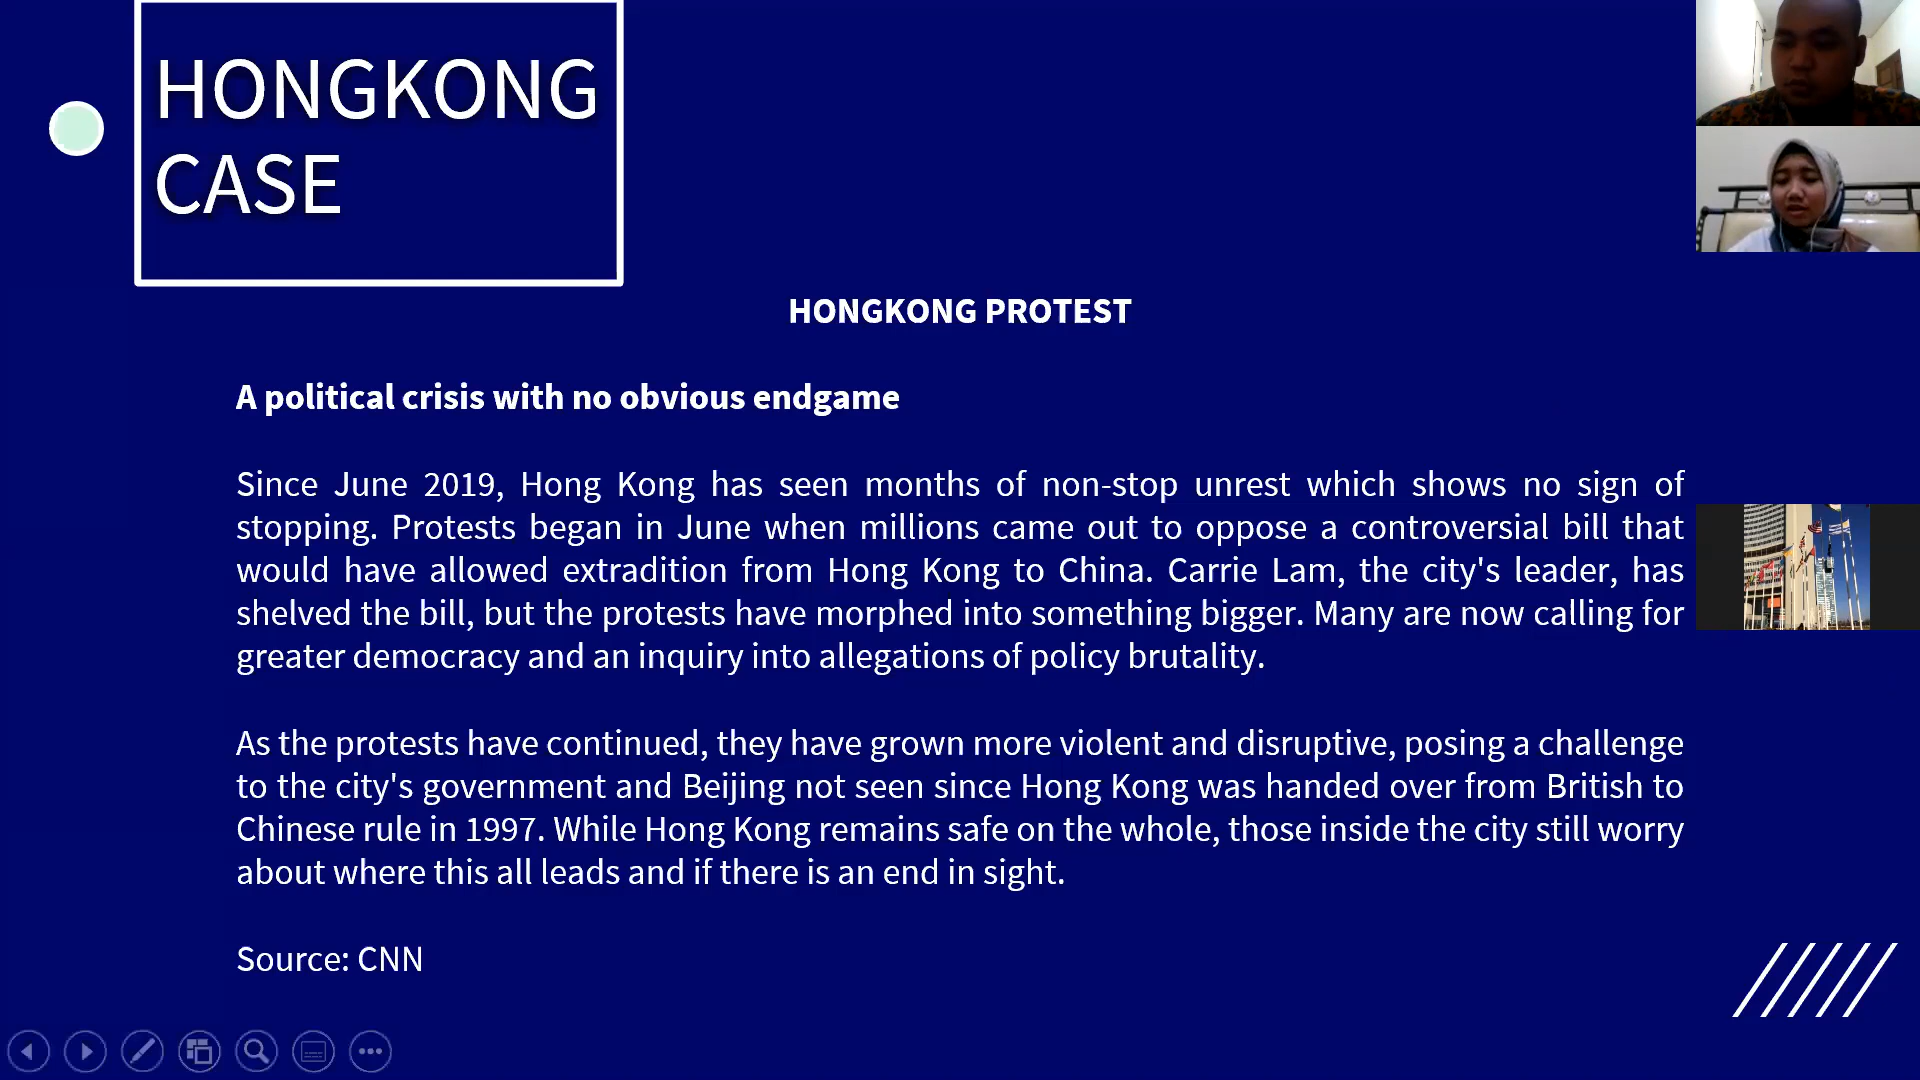 HONGKONG
CASE
HONGKONG PROTEST
A political crisis with no obvious endgame
Since June 2019, Hong Kong has seen months of non-stop unrest which shows no sign of
stopping. Protests began in June when millions came out to oppose a controversial bill that
would have allowed extradition from Hong Kong to China. Carrie Lam, the city's leader, has
shelved the bill, but the protests have morphed into something bigger. Many are now calling for
greater democracy and an inquiry into allegations of policy brutality.
As the protests have continued, they have grown more violent and disruptive, posing a challenge
to the city's government and Beijing not seen since Hong Kong was handed over from British to
Chinese rule in 1997. While Hong Kong remains safe on the whole, those inside the city still worry
about where this all leads and if there is an end in sight.
Source: CNN